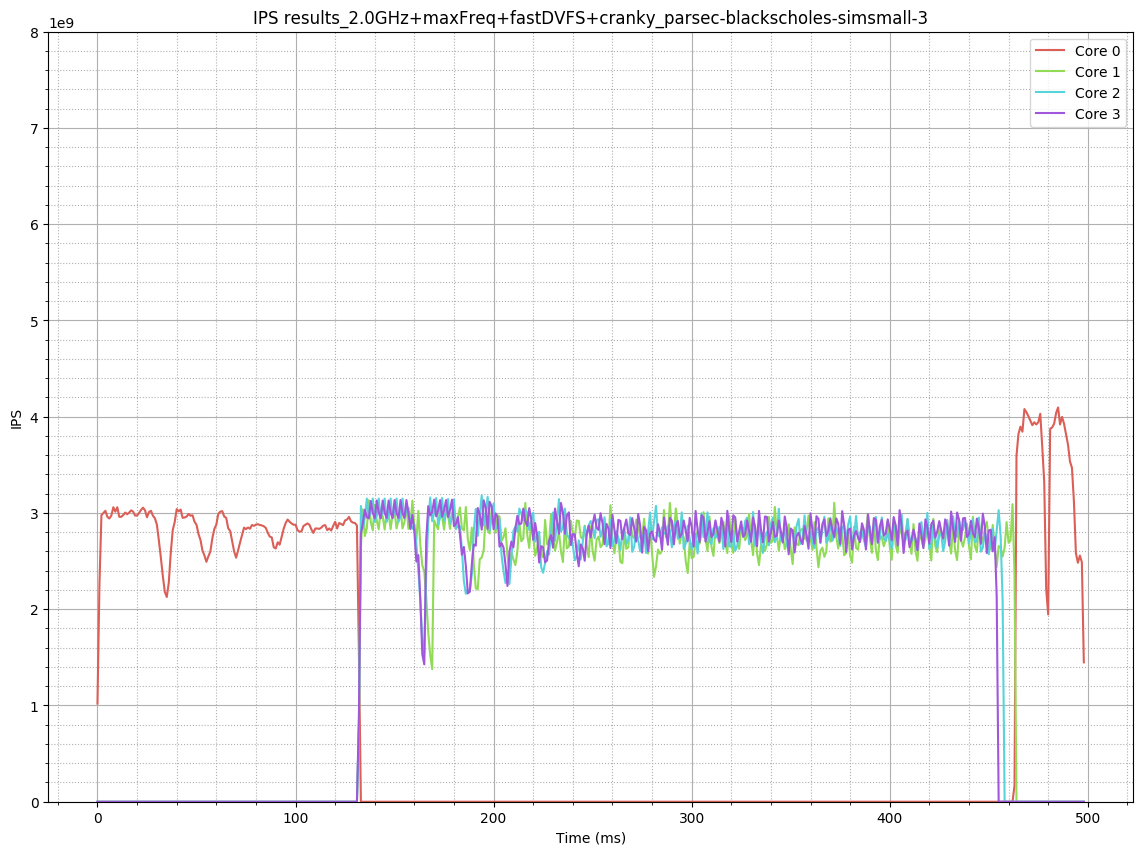 IPS results_2.0GHz+maxFreq+fastDVFS+cranky_parsec-blackscholes-simsmall-3
1e9
8
7
6
5
4
3
2
1
0
IPS
Core 0
Core 1
Core 2
Core 3
0 100 200 300 400 500
Time (ms)